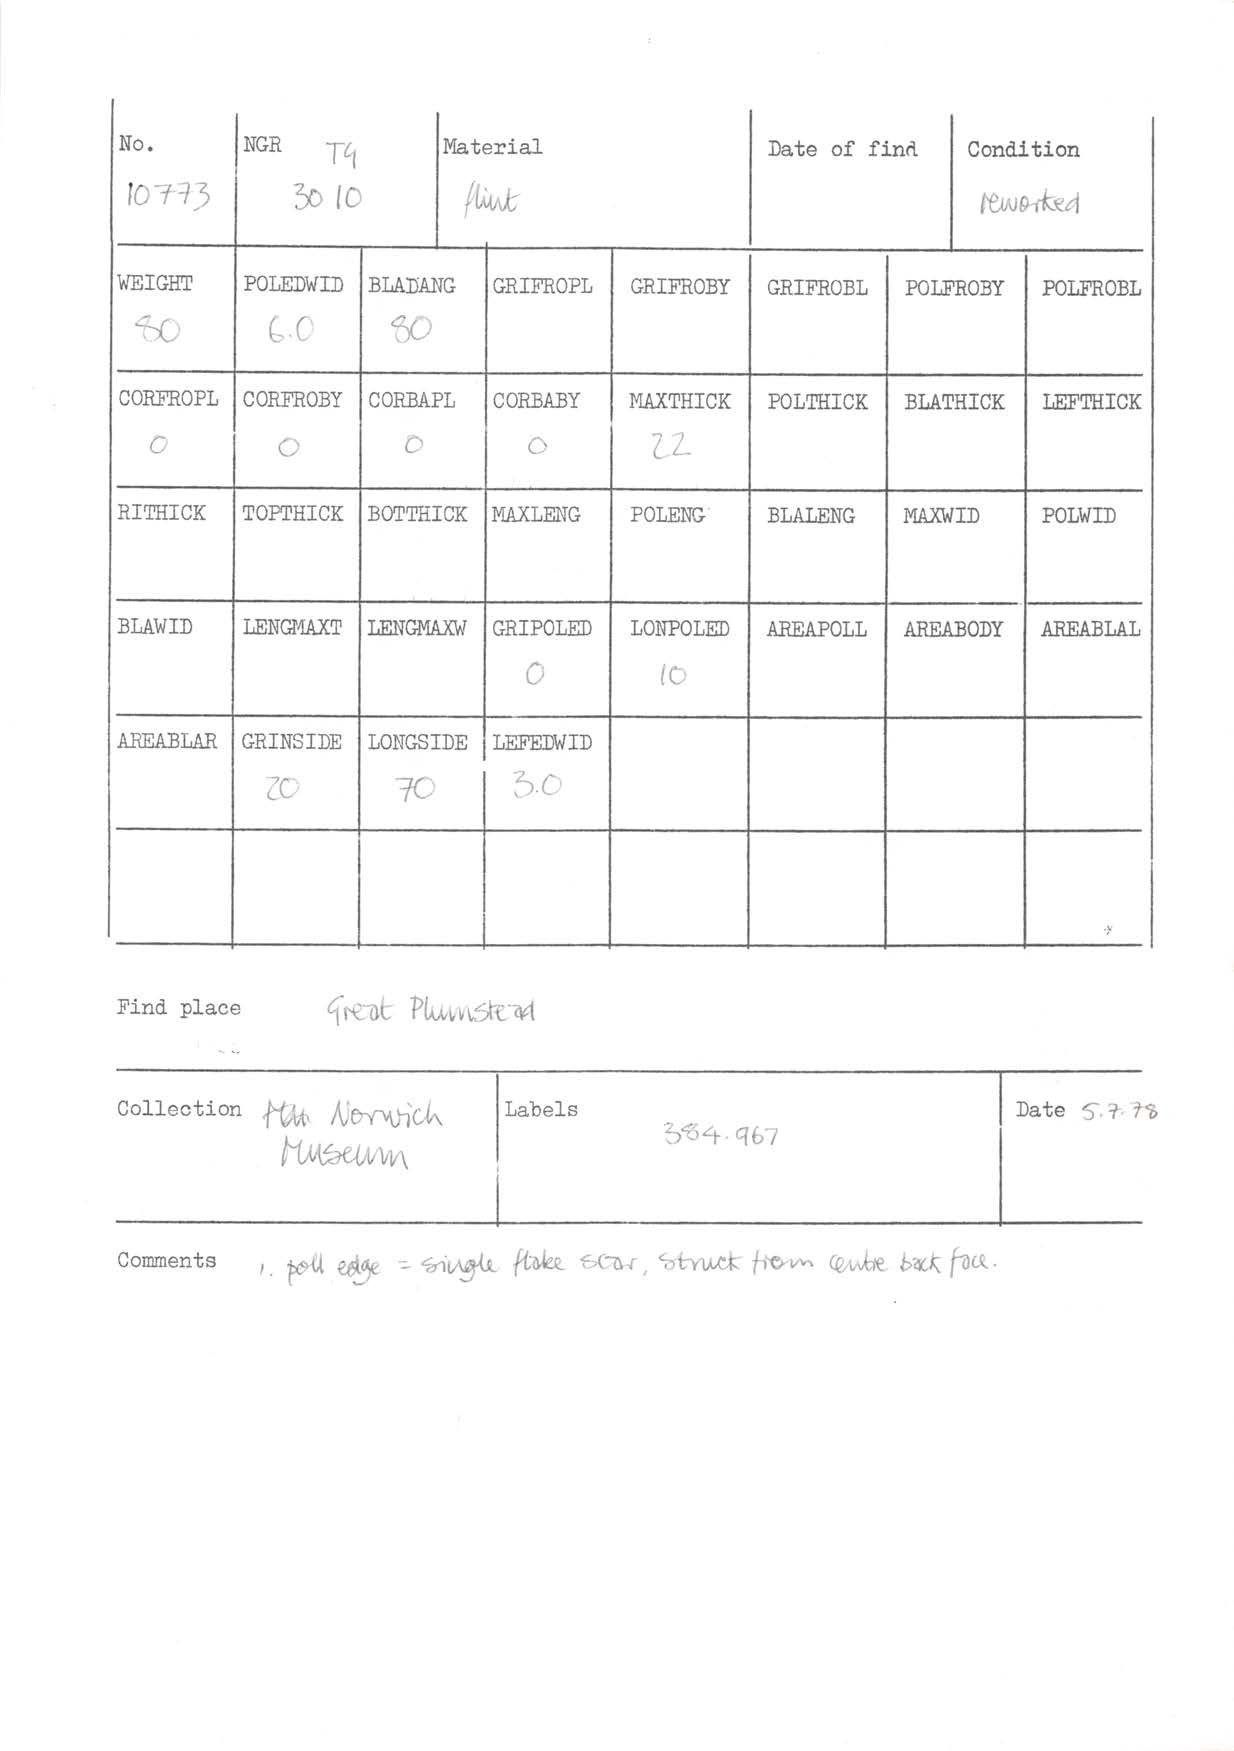 No. NGR TG Material Date of find Condition
10773 30 10 flint reworked
WEIGHT POLEDWID BLADANG GRIFROPL GRIFROBY GRIFROBL POLFROBY POLFROBL
80 6.0 80
CORFROPL CORFROBY CORBAPL CORBABY MAXTHICK POLTHICK BLATHICK LEFTHICK
0 0 0 0 22
RITHICK TOPTHICK BOTTHICK MAXLENG POLENG BLALENG MAXWID POLWID
BLAWID LENGMAXT LENGMAXW GRIPOLED LONPOLED AREAPOLL AREABODY AREABLAL
0 10
AREABLAR GRINSIDE LONGSIDE LEFEDWID
20 70 3.0
Find place Great Plumstead
Collection Norwich Labels Date 5.7.78
Museum 384.967
Comments 1. poll edge = single flake scar, struck from centre back face.